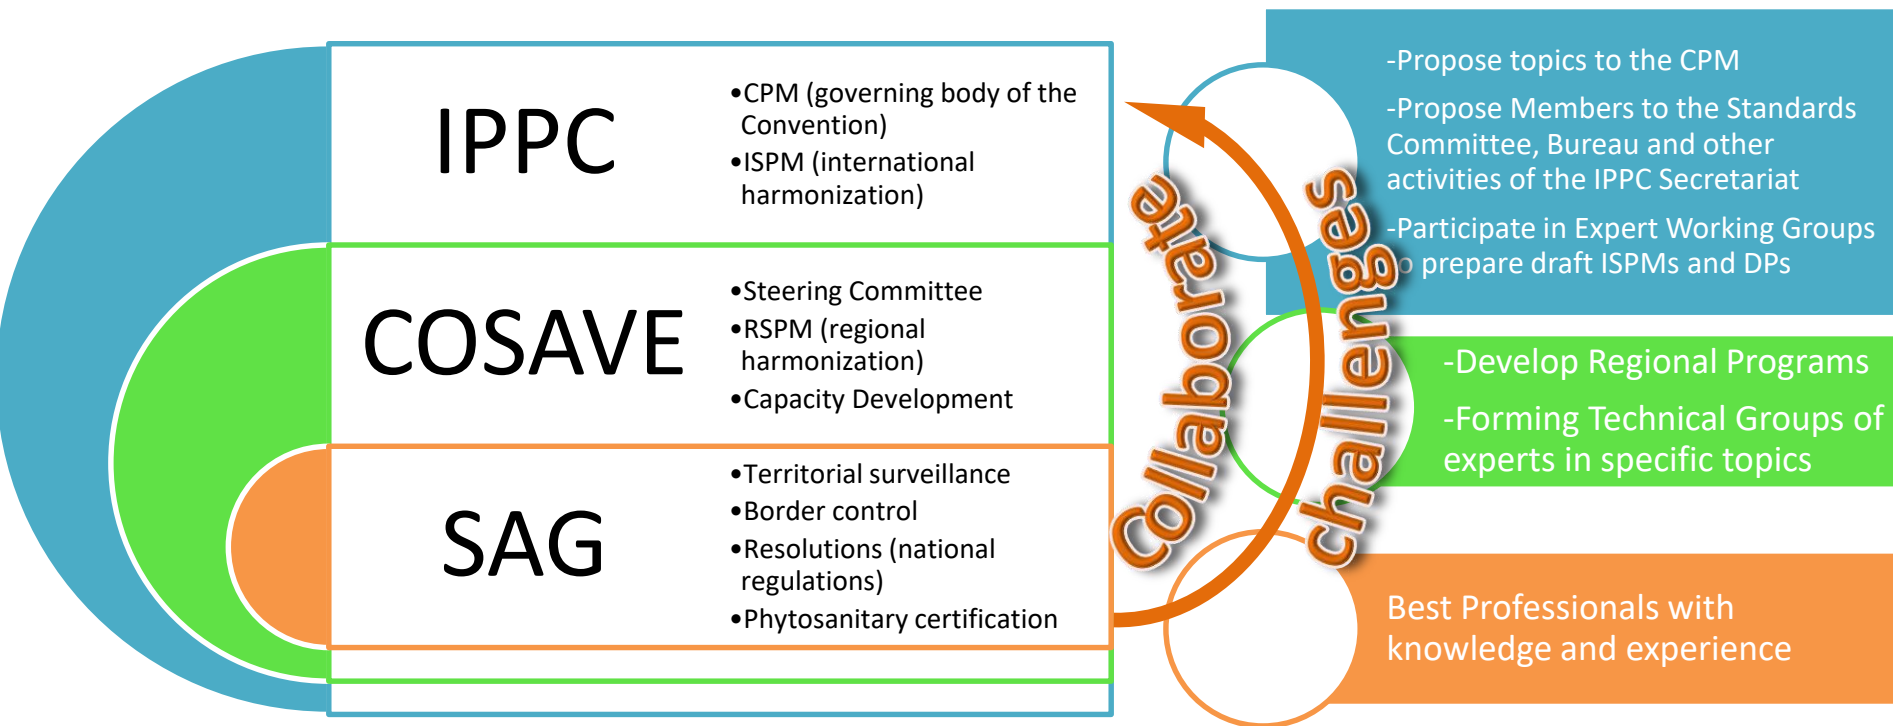 IPPC
•CPM (governing body of the
Convention)
•ISPM (international
harmonization)
COSAVE
•Steering Committee
•RSPM (regional
harmonization)
•Capacity Development
SAG
•Territorial surveillance
•Border control
•Resolutions (national
regulations)
•Phytosanitary certification
Collaborate
challenges
-Propose topics to the CPM
-Propose Members to the Standards
Committee, Bureau and other
activities of the IPPC Secretariat
-Participate in Expert Working Groups
to prepare draft ISPMs and DPs
-Develop Regional Programs
-Forming Technical Groups of
experts in specific topics
Best Professionals with
knowledge and experience